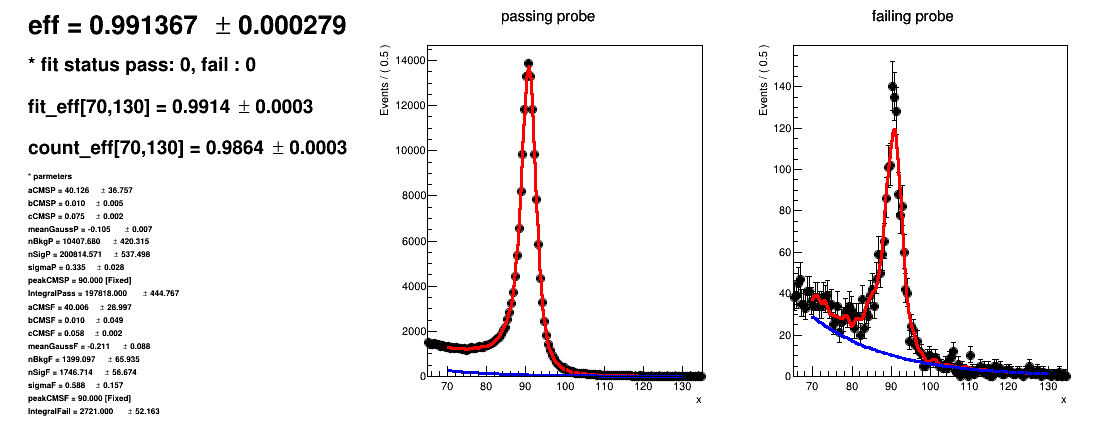 eff = 0.991367 ± 0.000279
* fit status pass: 0, fail : 0
fit_eff[70,130] = 0.9914 ± 0.0003
count_eff[70,130] = 0.9864 ± 0.0003
* parmeters
aCMSP = 40.126 ± 36.757
bCMSP = 0.010 ± 0.005
cCMSP = 0.075 ± 0.002
meanGaussP = -0.105 ± 0.007
nBkgP = 10407.680 ± 420.315
nSigP = 200814.571 ± 537.498
sigmaP = 0.335 ± 0.028
peakCMSP = 90.000 [Fixed]
IntegralPass = 197818.000 ± 444.767
aCMSF = 40.006 ± 28.997
bCMSF = 0.010 ± 0.049
cCMSF = 0.058 ± 0.002
meanGaussF = -0.211 ± 0.088
nBkgF = 1399.097 ± 65.935
nSigF = 1746.714 ± 56.674
sigmaF = 0.588 ± 0.157
peakCMSF = 90.000 [Fixed]
IntegralFail = 2721.000 ± 52.163
passing probe
Events / ( 0.5 )
14000
12000
10000
8000
6000
4000
2000
0
70 80 90 100 110 120 130
x
failing probe
Events / ( 0.5 )
140
120
100
80
60
40
20
0
70 80 90 100 110 120 130
x